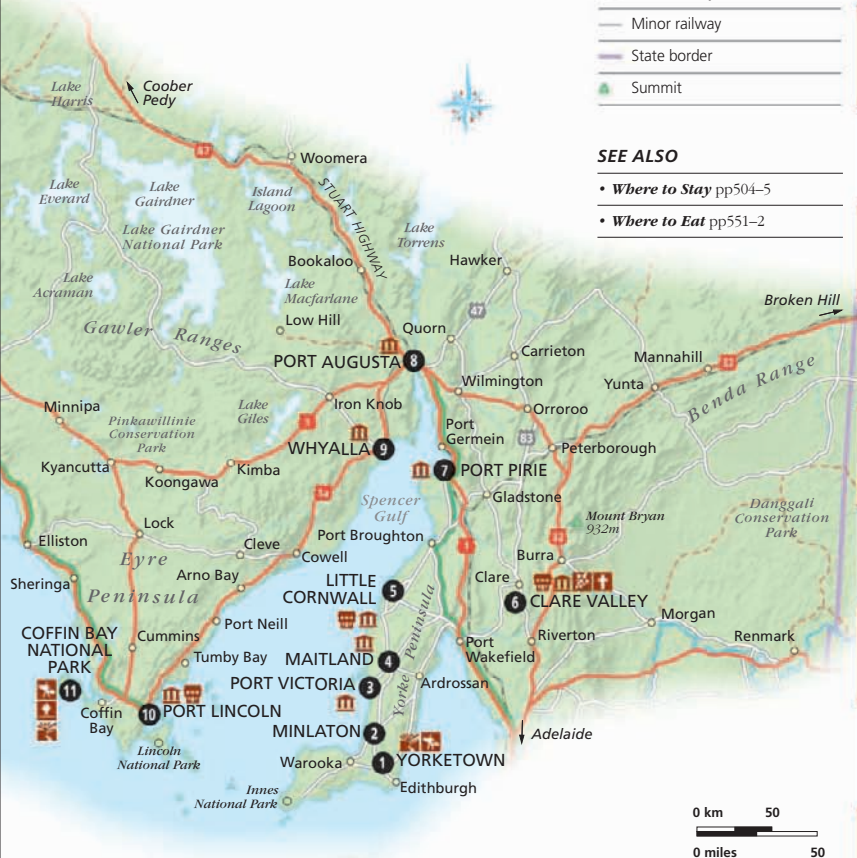 Minor railway
State border
Summit
SEE ALSO
• Where to Stay pp504–5
• Where to Eat pp551–2
Lake
Harris
Coober
Pedy
87
Woomera
Lake
Everard
Lake
Gairdner
Island
Lagoon
STUART HIGHWAY
Lake Gairdner
National Park
Lake
Torrens
Bookaloo
Hawker
Lake
Acraman
Lake
Macfarlane
Broken Hill
47
Low Hill
Gawler Ranges
Quorn
Carrieton
Mannahill
32
PORT AUGUSTA 8
Wilmington
Yunta
Benda Range
Iron Knob
Orroroo
Minnipa
Lake
Giles
Pinkawillinie
Conservation
Park
1
Port
Germein
83
WHYALLA 9
Peterborough
Kyancutta
Koongawa
Kimba
7 PORT PIRIE
Gladstone
Spencer
Gulf
Mount Bryan
932m
Danggali
Conservation
Park
Lock
Port Broughton
Elliston
Cleve
Cowell
1
Burra
Eyre
Peninsula
Sheringa
Arno Bay
LITTLE
CORNWALL 5
Clare
6 CLARE VALLEY
Port Neill
Morgan
COFFIN BAY
NATIONAL
PARK
11
Cummins
Yorke Peninsula
Port
Wakefield
Riverton
Renmark
Tumby Bay
MAITLAND 4
PORT VICTORIA 3
Ardrossan
Coffin
Bay
10 PORT LINCOLN
MINLATON 2
Adelaide
Lincoln
National Park
Warooka
1 YORKETOWN
Innes
National Park
Edithburgh
0 km 50
0 miles 50